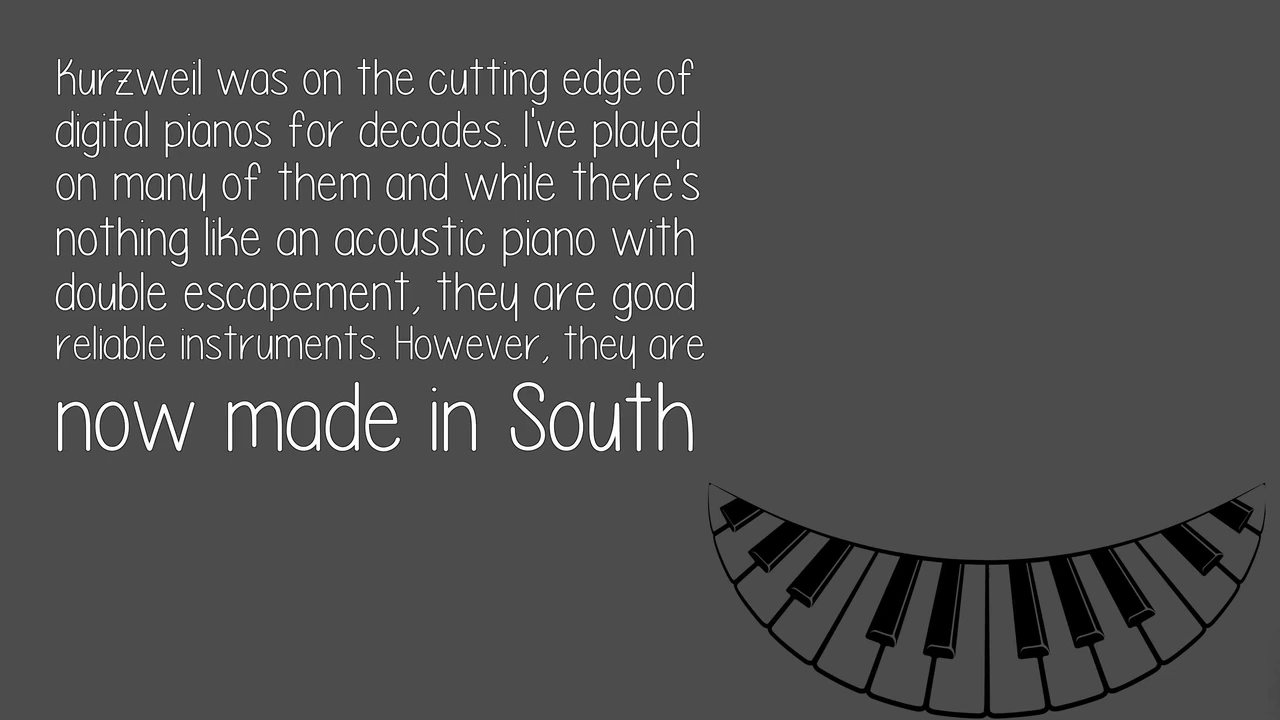 Kurzweil was on the cutting edge of
digital pianos for decades. I've played
on many of them and while there's
nothing like an acoustic piano with
double escapement, they are good
reliable instruments. However, they are
now made in South